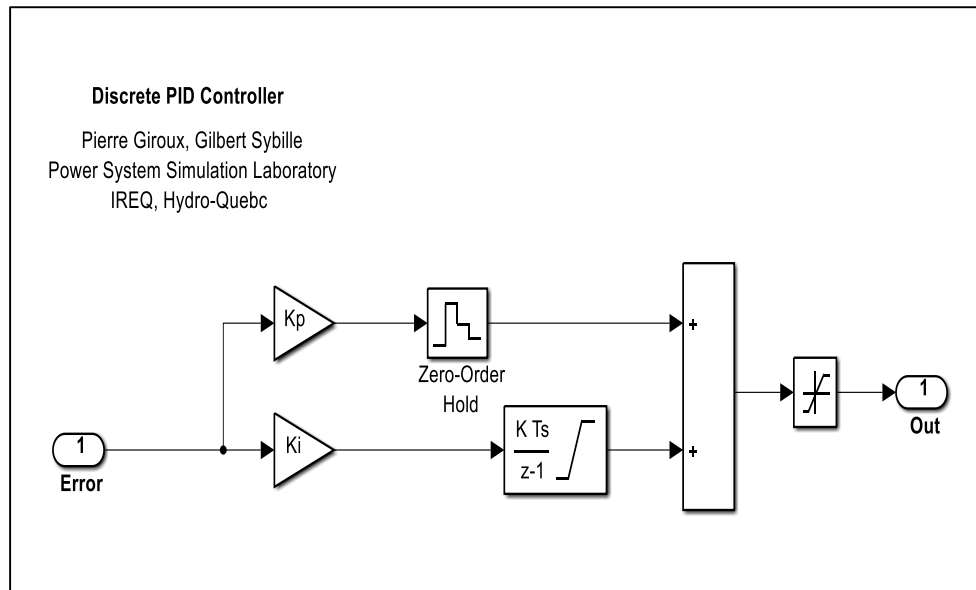 Discrete PID Controller
Pierre Giroux, Gilbert Sybille
Power System Simulation Laboratory
IREQ, Hydro-Quebc
Kp
+
Zero-Order
Hold
1
Error
Ki
K Ts
z-1
+
1
Out